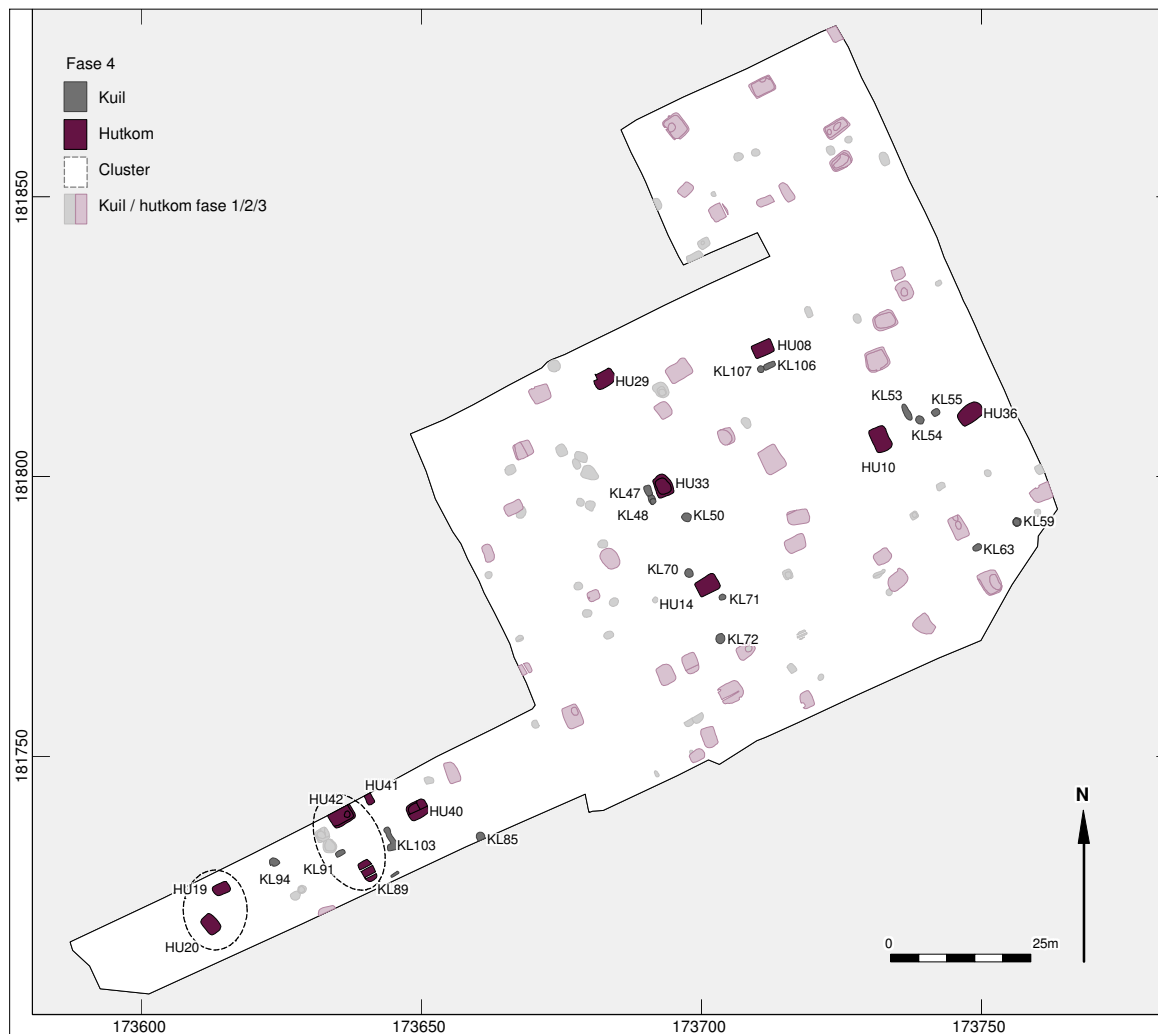 Fase 4
Kuil
Hutkom
Cluster
Kuil / hutkom fase 1/2/3
181850
181800
181750
HU08
KL107
KL106
HU29
KL53
KL55
KL54
HU36
HU10
KL47
HU33
KL48
KL50
KL59
KL63
KL70
HU14
KL71
KL72
HU41
HU42
HU40
KL103
KL85
KL91
KL94
KL89
HU19
HU20
N
0
25m
173600
173650
173700
173750